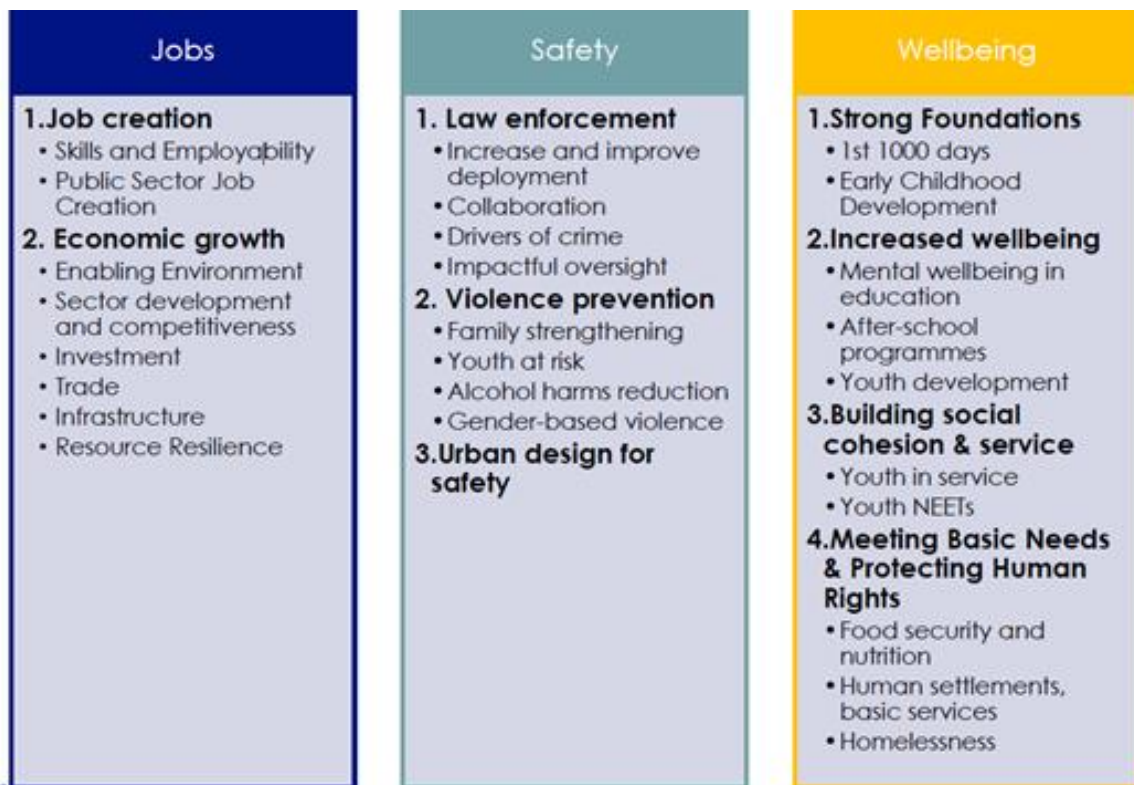 Jobs
1.Job creation
• Skills and Employability
• Public Sector Job
Creation
2. Economic growth
• Enabling Environment
• Sector development
and competitiveness
• Investment
• Trade
• Infrastructure
• Resource Resilience
Safety
1. Law enforcement
• Increase and improve
deployment
• Collaboration
• Drivers of crime
• Impactful oversight
2. Violence prevention
• Family strengthening
• Youth at risk
• Alcohol harms reduction
• Gender-based violence
3.Urban design for
safety
Wellbeing
1.Strong Foundations
• 1st 1000 days
• Early Childhood
Development
2.Increased wellbeing
• Mental wellbeing in
education
• After-school
programmes
• Youth development
3.Building social
cohesion & service
• Youth in service
• Youth NEETs
4.Meeting Basic Needs
& Protecting Human
Rights
• Food security and
nutrition
• Human settlements,
basic services
• Homelessness